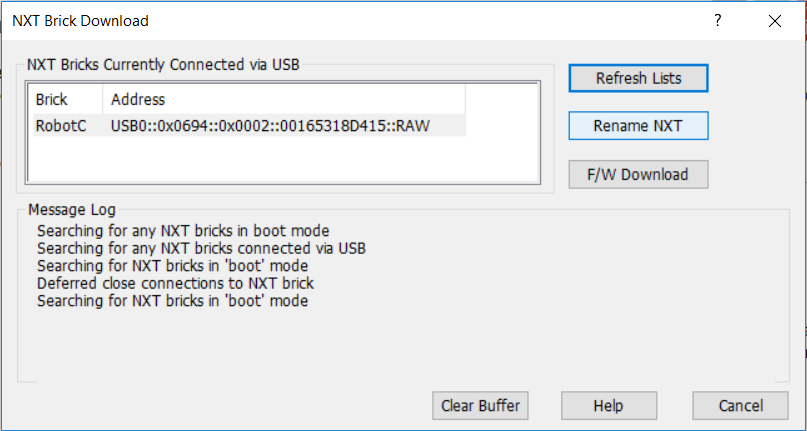 NXT Brick Download
?
NXT Bricks Currently Connected via USB
Brick Address
RobotC USB0::0x0694::0x0002::00165318D415::RAW
Refresh Lists
Rename NXT
F/W Download
Message Log
Searching for any NXT bricks in boot mode
Searching for any NXT bricks connected via USB
Searching for NXT bricks in 'boot' mode
Deferred close connections to NXT brick
Searching for NXT bricks in 'boot' mode
Clear Buffer Help Cancel